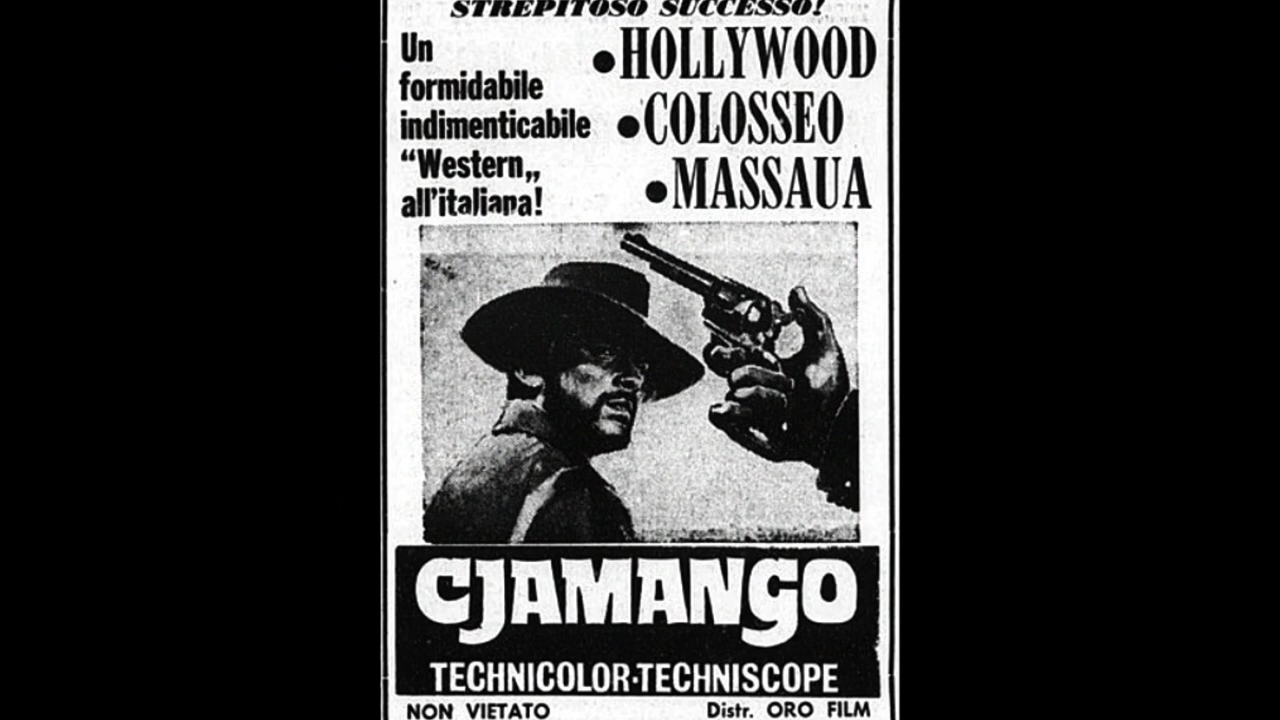 STREPITOSO SUCCESSO!
Un
formidabile
indimenticabile
“Western„
all'italiana!
●HOLLYWOOD
●COLOSSEO
●MASSAUA
CJAMANGO
TECHNICOLOR·TECHNISCOPE
NON VIETATO
Distr. ORO FILM